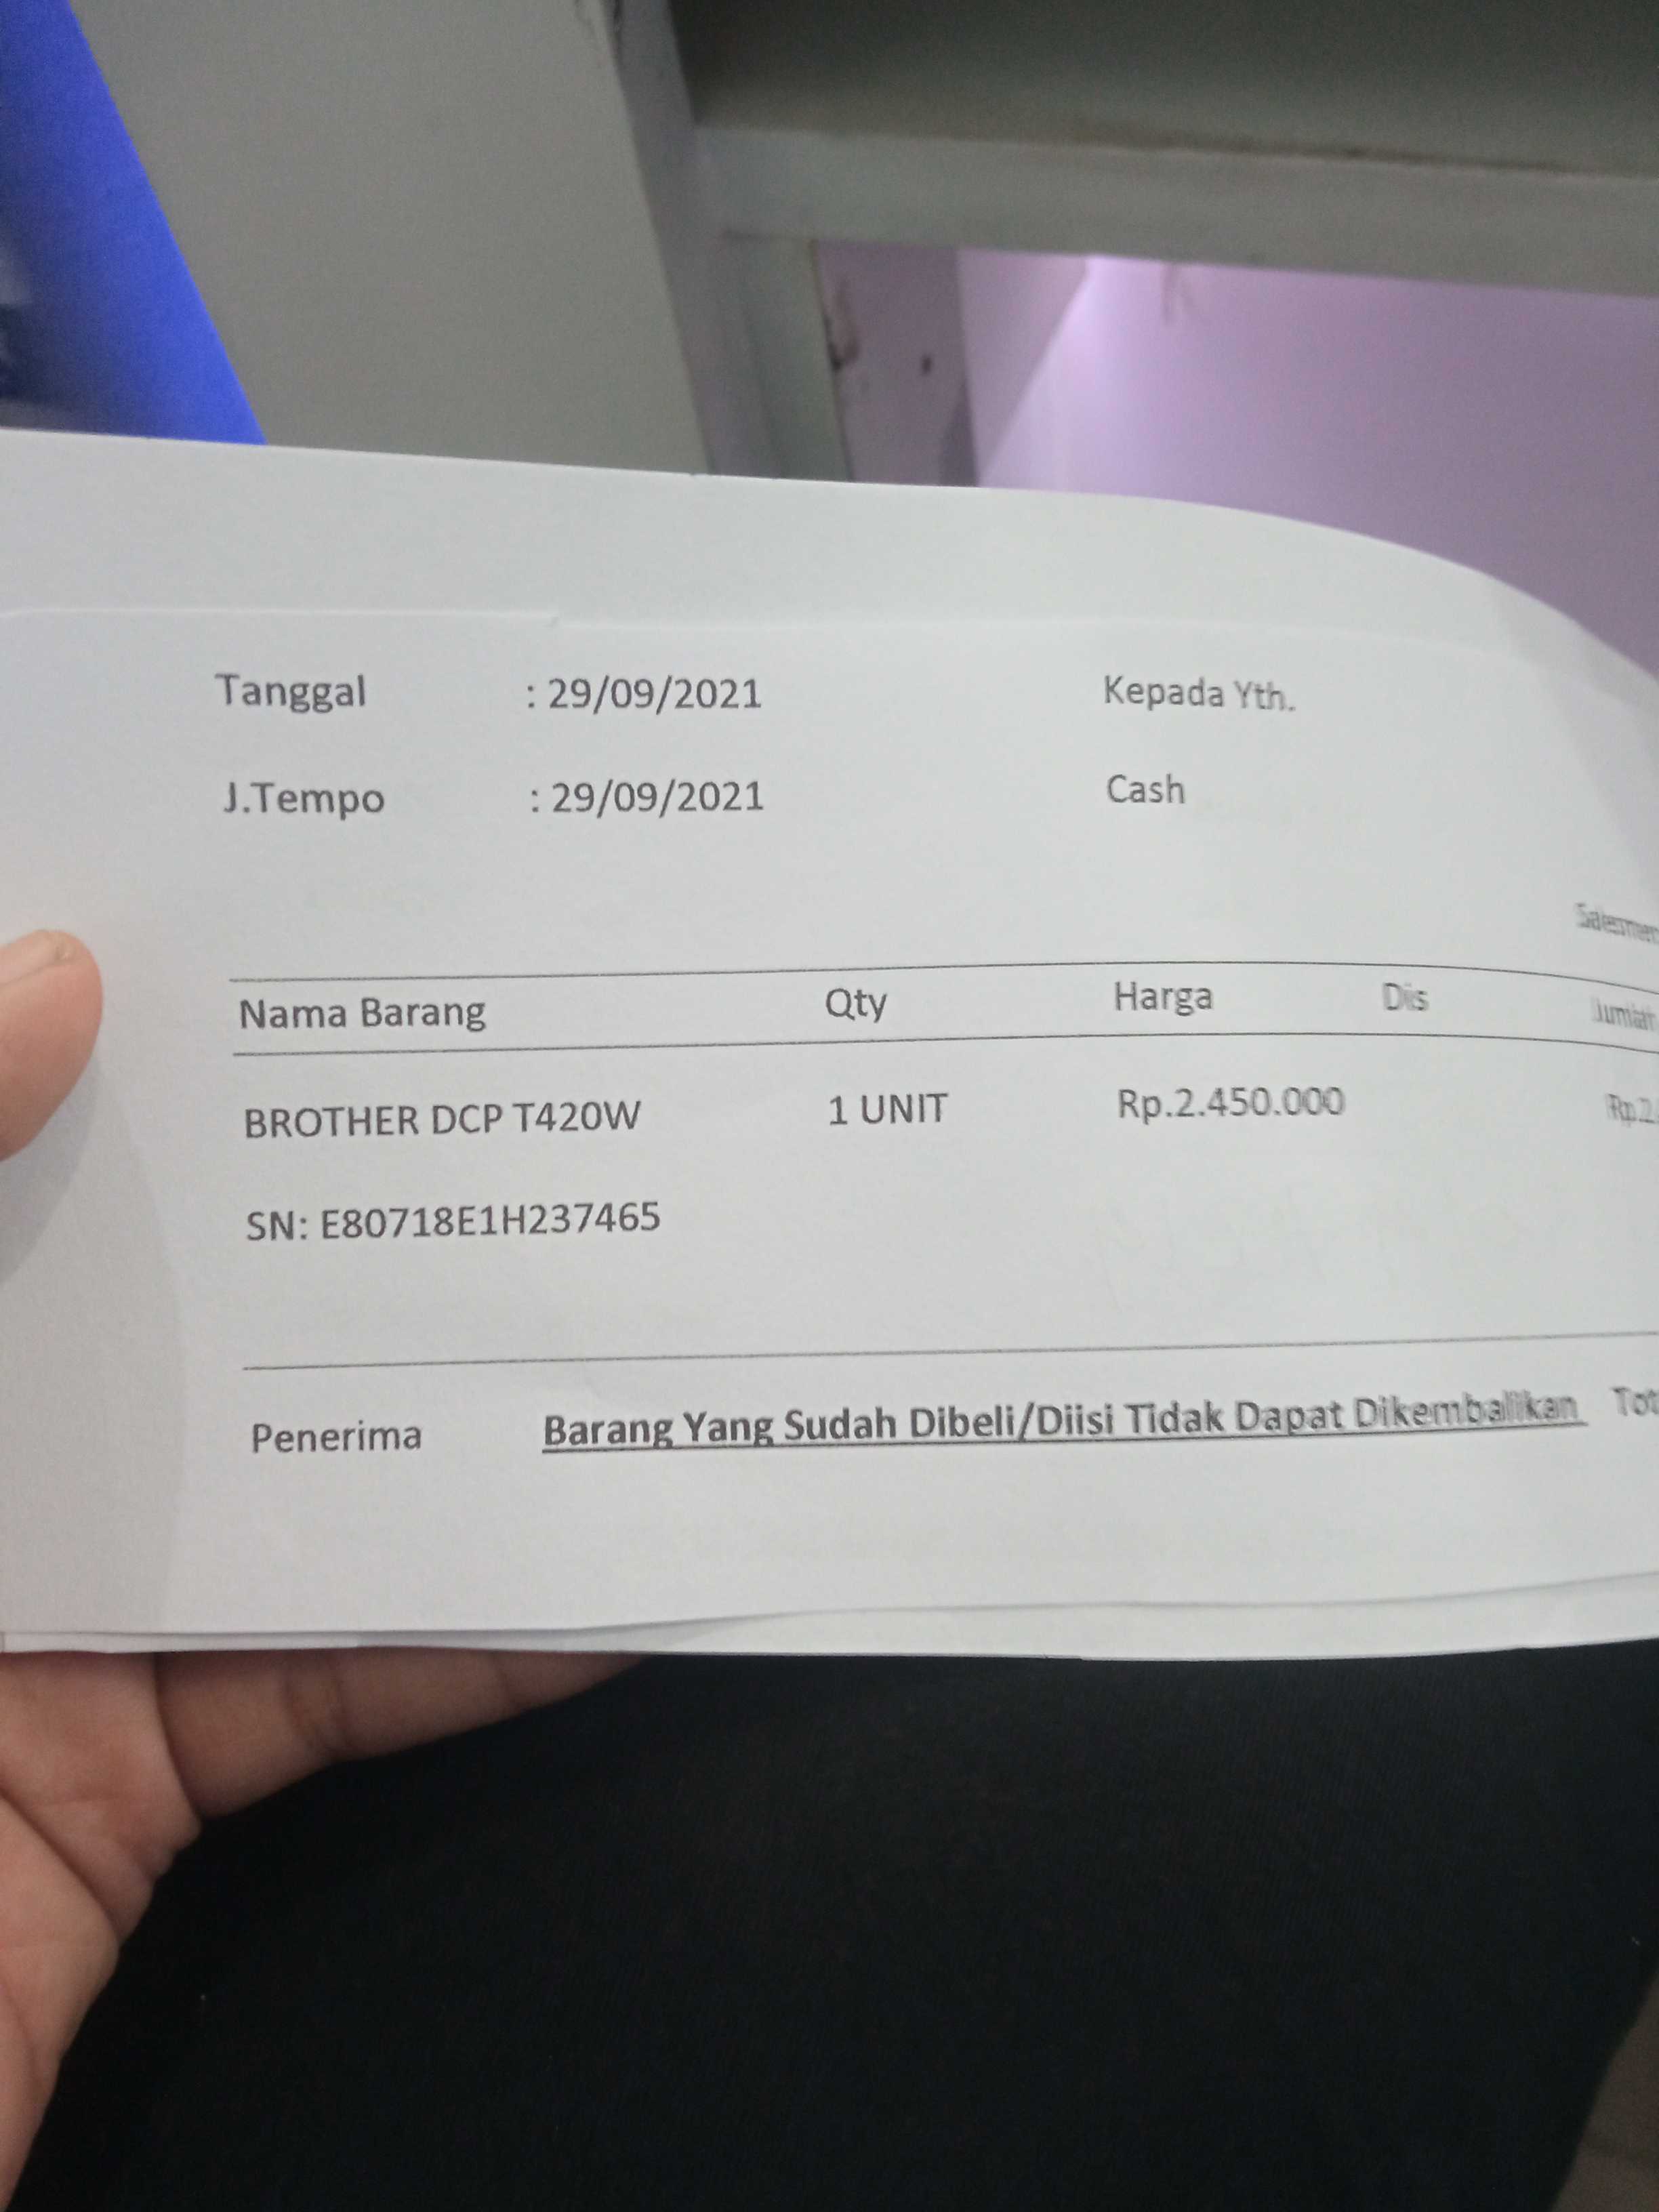 Tanggal : 29/09/2021 Kepada Yth.
J.Tempo : 29/09/2021 Cash
Nama Barang Qty Harga Dis
BROTHER DCP T420W 1 UNIT Rp.2.450.000
SN: E80718E1H237465
Penerima Barang Yang Sudah Dibeli/Diisi Tidak Dapat Dikembalikan